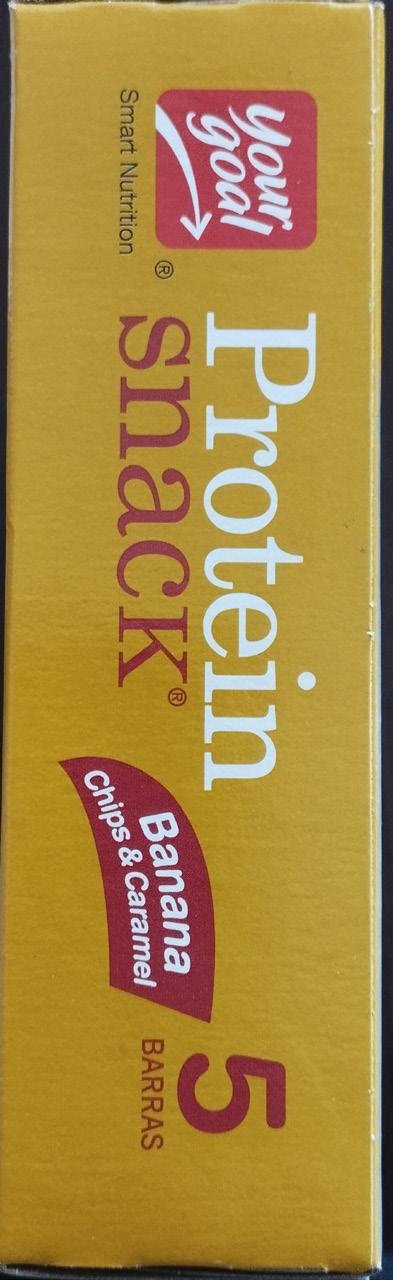 your
goal
®
Smart Nutrition
Protein
snack®
Banana
Chips & Caramel
5
BARRAS